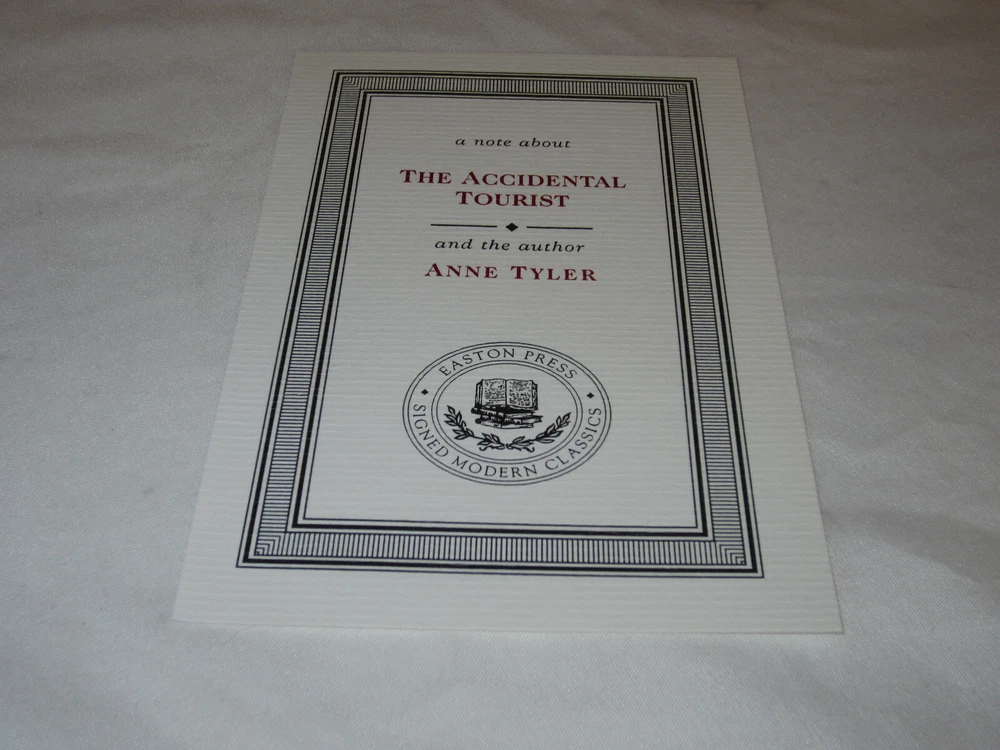 a note about
THE ACCIDENTAL
TOURIST
and the author
ANNE TYLER
EASTON PRESS
SIGNED MODERN CLASSICS